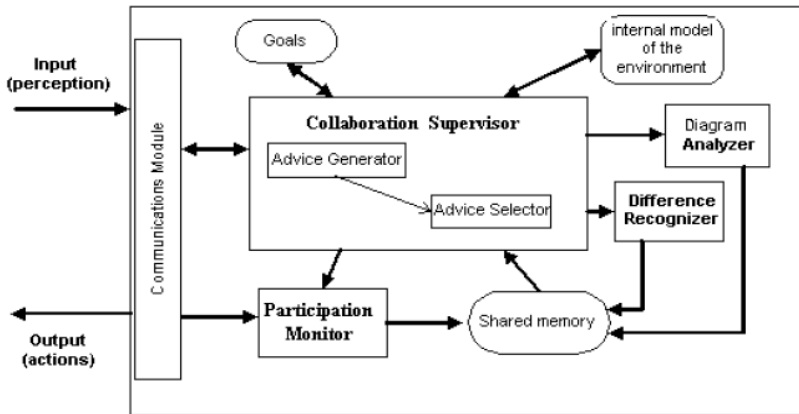 Input
(perception)
Communications Module
Goals
internal model
of the
environment
Collaboration Supervisor
Advice Generator
Advice Selector
Diagram
Analyzer
Difference
Recognizer
Participation
Monitor
Shared memory
Output
(actions)